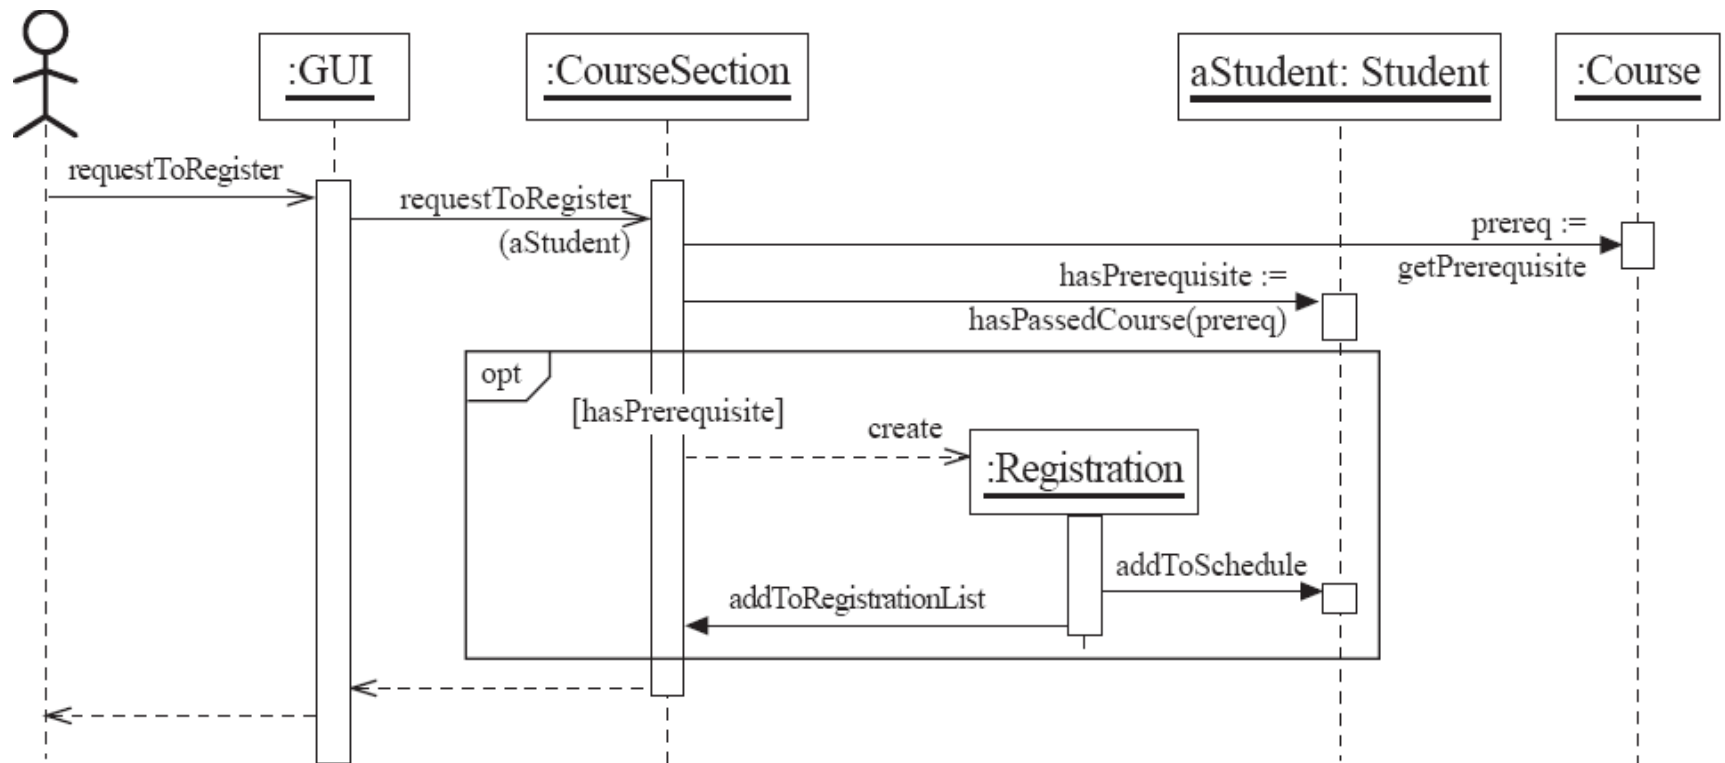 :GUI
:CourseSection
aStudent: Student
:Course
requestToRegister
requestToRegister
(aStudent)
prereq :=
getPrerequisite
hasPrerequisite :=
hasPassedCourse(prereq)
opt
[hasPrerequisite]
create
:Registration
addToSchedule
addToRegistrationList